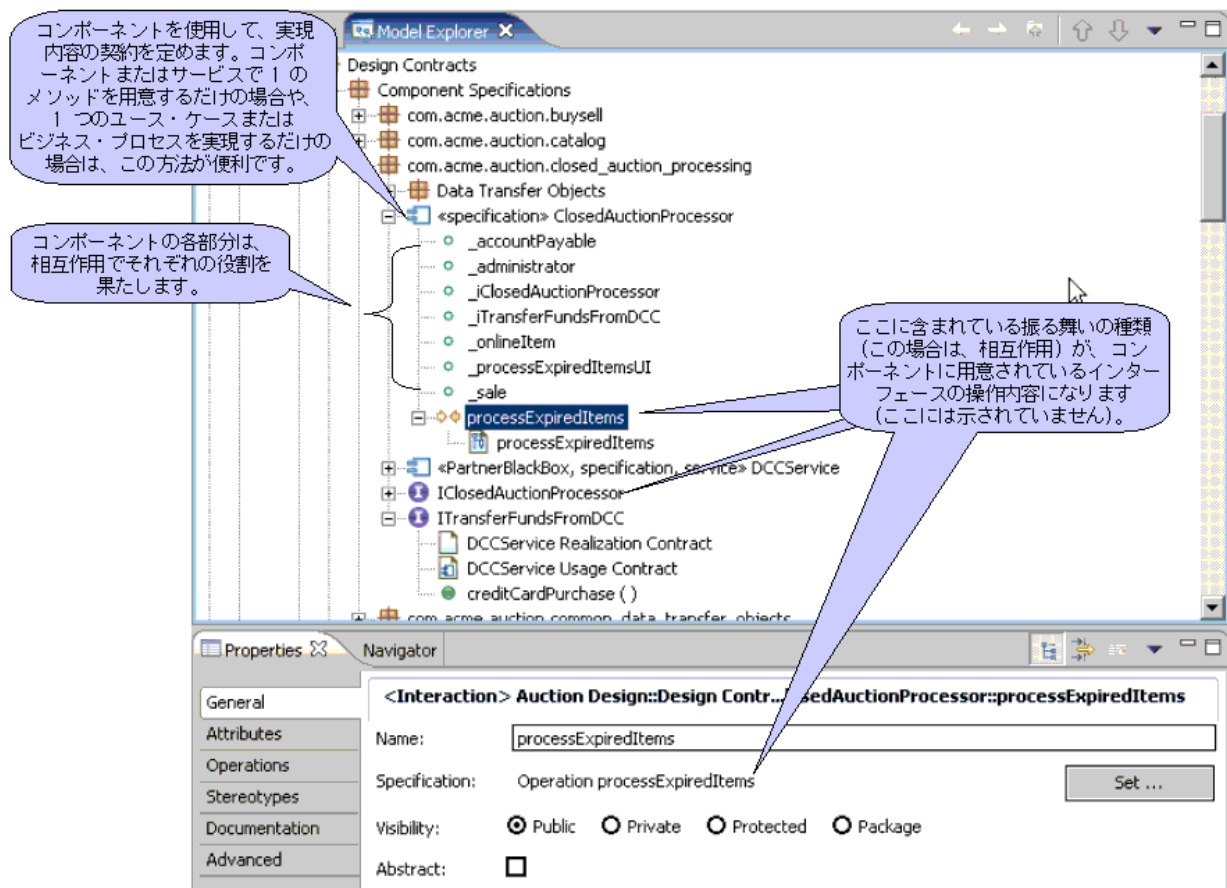 コンポーネントを使用して、実現
内容の契約を定めます。コンポ
ーネントまたはサービスで 1 の
メソッドを用意するだけの場合や、
1 つのユース・ケースまたは
ビジネス・プロセスを実現するだけの
場合は、この方法が便利です。
コンポーネントの各部分は、
相互作用でそれぞれの役割を
果たします。
Model Explorer
Design Contracts
Component Specifications
com.acme.auction.buysell
com.acme.auction.catalog
com.acme.auction.closed_auction_processing
Data Transfer Objects
«specification» ClosedAuctionProcessor
_accountPayable
_administrator
_iClosedAuctionProcessor
_iTransferFundsFromDCC
_onlineItem
_processExpiredItemsUI
_sale
processExpiredItems
processExpiredItems
«PartnerBlackBox, specification, service» DCCService
IClosedAuctionProcessor
ITransferFundsFromDCC
DCCService Realization Contract
DCCService Usage Contract
creditCardPurchase ( )
com.acme.auction.common_data_transfer_objects
ここに含まれている振る舞いの種類
（この場合は、相互作用）が、コン
ポーネントに用意されているインター
フェースの操作内容になります
（ここには示されていません）。
Properties
Navigator
General
Attributes
Operations
Stereotypes
Documentation
Advanced
<Interaction> Auction Design::Design Contr...losedAuctionProcessor::processExpiredItems
Name: processExpiredItems
Specification: Operation processExpiredItems Set ...
Visibility: Public Private Protected Package
Abstract: